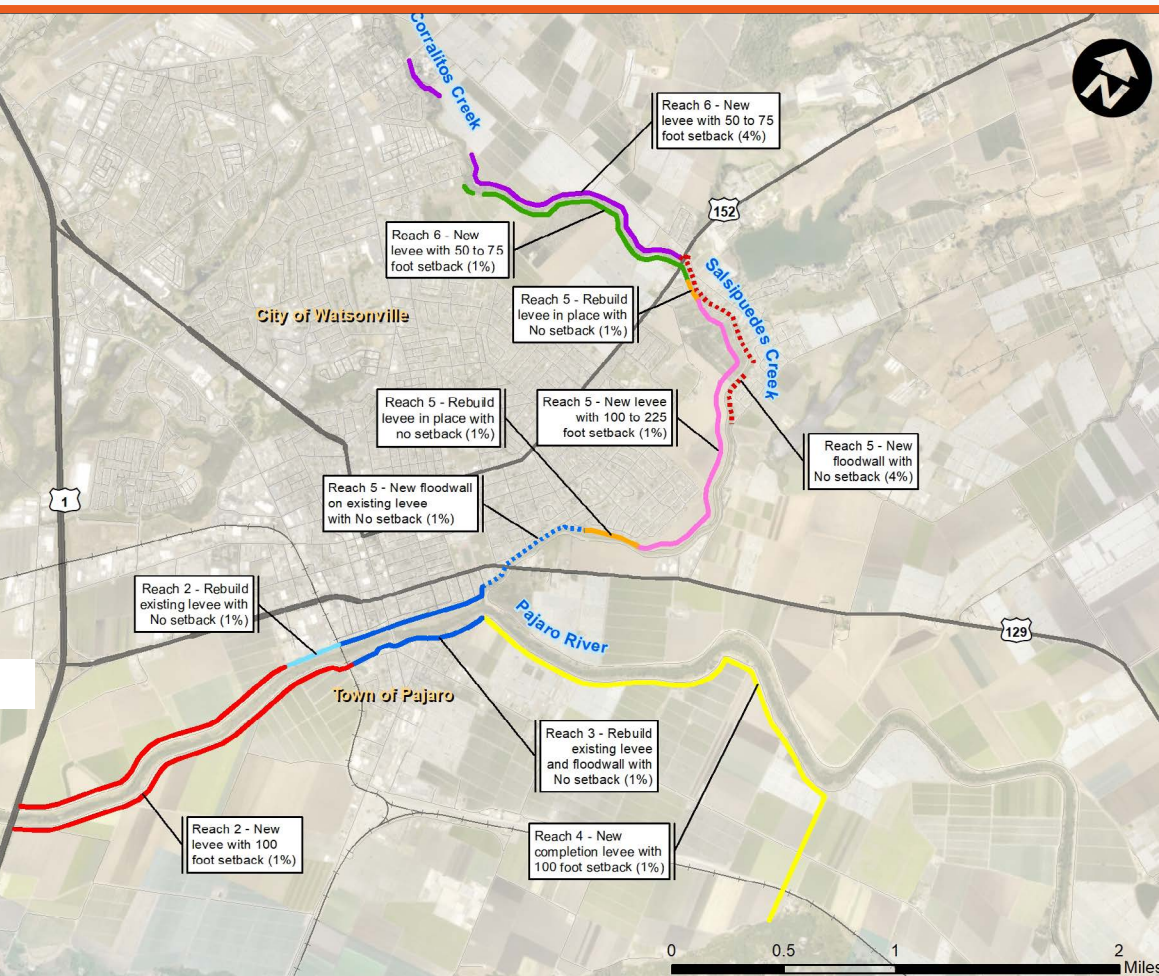 Corralitos Creek
N
Reach 6 - New
levee with 50 to 75
foot setback (4%)
152
Reach 6 - New
levee with 50 to 75
foot setback (1%)
Salsipuedes Creek
Reach 5 - Rebuild
levee in place with
No setback (1%)
City of Watsonville
Reach 5 - Rebuild
levee in place with
no setback (1%)
Reach 5 - New levee
with 100 to 225
foot setback (1%)
Reach 5 - New
floodwall with
No setback (4%)
1
Reach 5 - New floodwall
on existing levee
with No setback (1%)
Reach 2 - Rebuild
existing levee with
No setback (1%)
Pajaro River
129
Town of Pajaro
Reach 3 - Rebuild
existing levee
and floodwall with
No setback (1%)
Reach 2 - New
levee with 100
foot setback (1%)
Reach 4 - New
completion levee with
100 foot setback (1%)
0 0.5 1 2
Miles